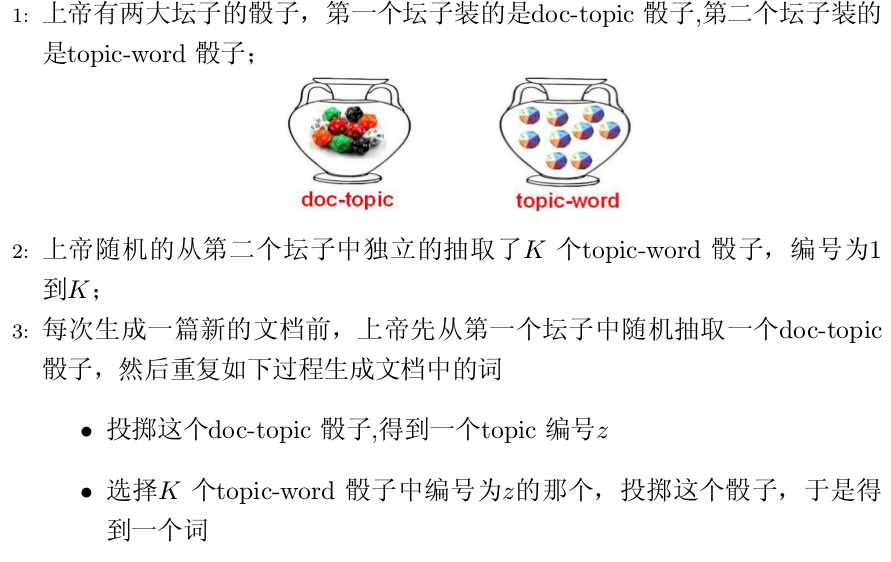 1: 上帝有两大坛子的骰子，第一个坛子装的是doc-topic 骰子,第二个坛子装的
是topic-word 骰子；
doc-topic
topic-word
2: 上帝随机的从第二个坛子中独立的抽取了K 个topic-word 骰子，编号为1
到K；
3: 每次生成一篇新的文档前，上帝先从第一个坛子中随机抽取一个doc-topic
骰子，然后重复如下过程生成文档中的词
• 投掷这个doc-topic 骰子,得到一个topic 编号z
• 选择K 个topic-word 骰子中编号为z的那个，投掷这个骰子，于是得
到一个词